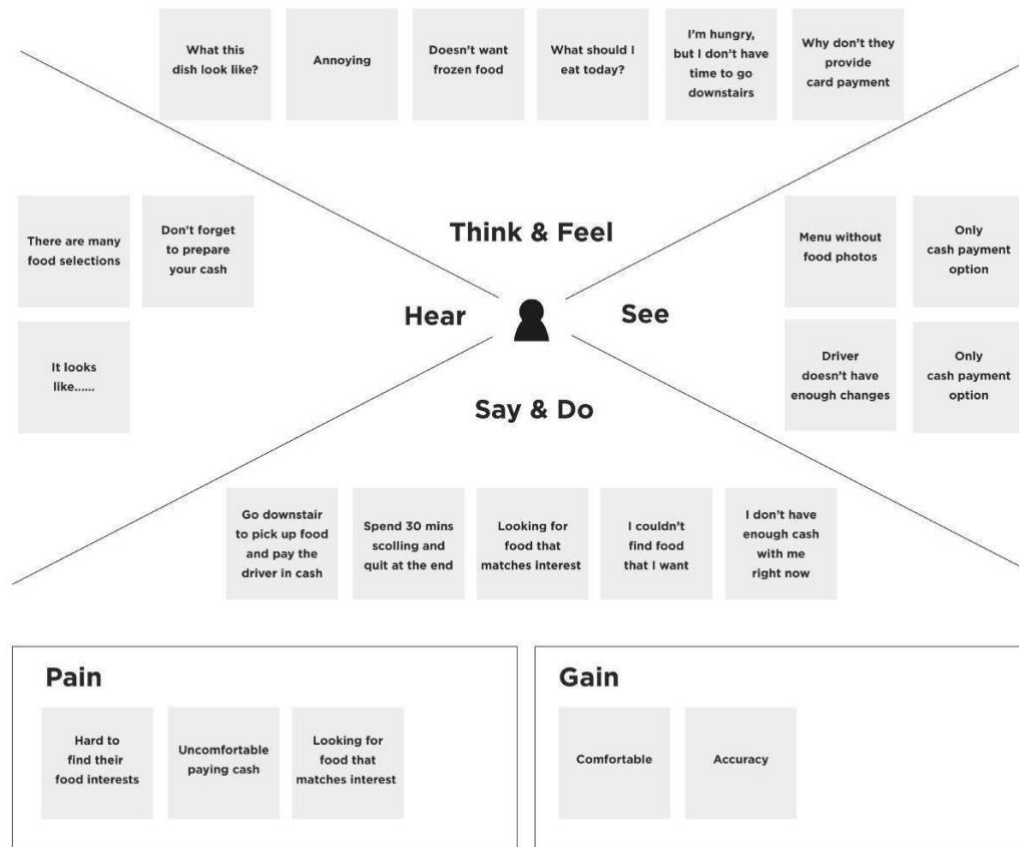 What this
dish look like?
Annoying
Doesn't want
frozen food
What should I
eat today?
I'm hungry,
but I don't have
time to go
downstairs
Why don't they
provide
card payment
Think & Feel
There are many
food selections
Don't forget
to prepare
your cash
It looks
like......
Hear
See
Menu without
food photos
Only
cash payment
option
Driver
doesn't have
enough changes
Only
cash payment
option
Say & Do
Go downstair
to pick up food
and pay the
driver in cash
Spend 30 mins
scolling and
quit at the end
Looking for
food that
matches interest
I couldn't
find food
that I want
I don't have
enough cash
with me
right now
Pain
Hard to
find their
food interests
Uncomfortable
paying cash
Looking for
food that
matches interest
Gain
Comfortable
Accuracy